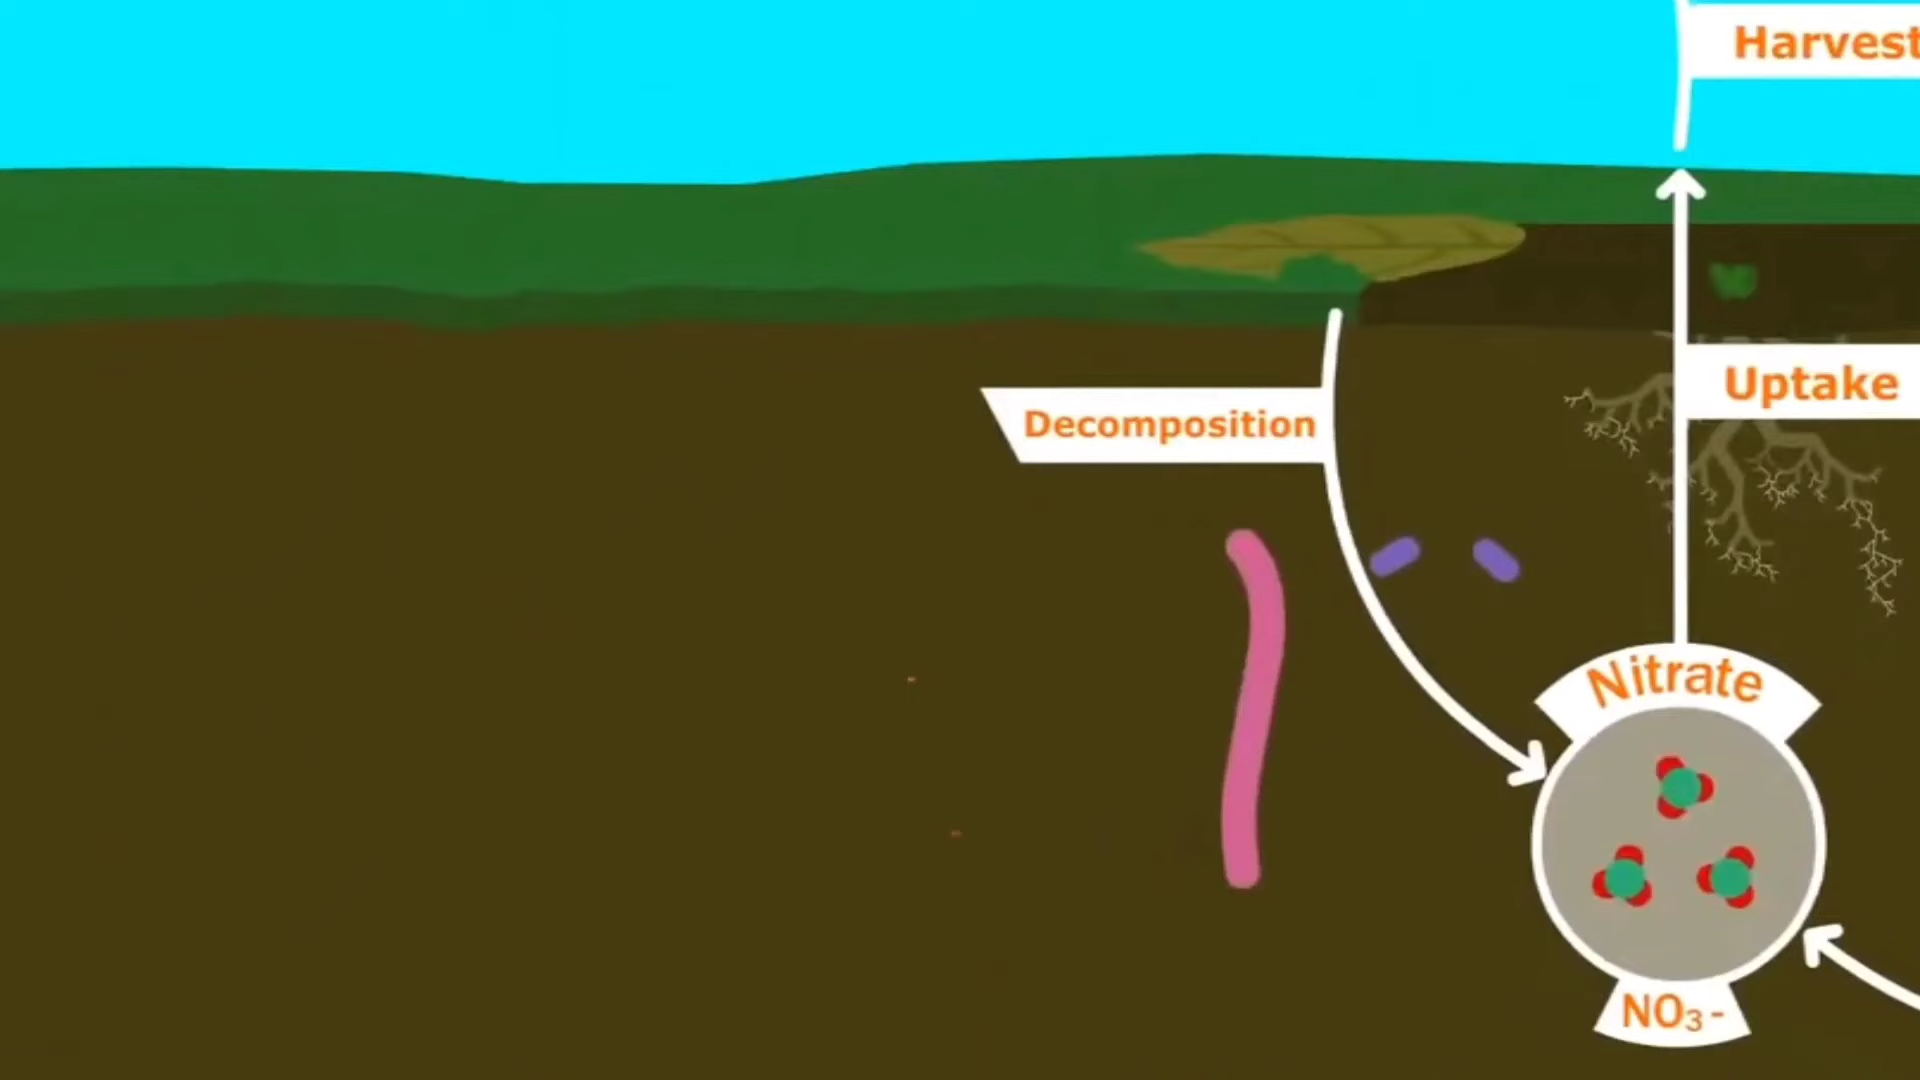 Harvest
Uptake
Decomposition
Nitrate
NO₃-